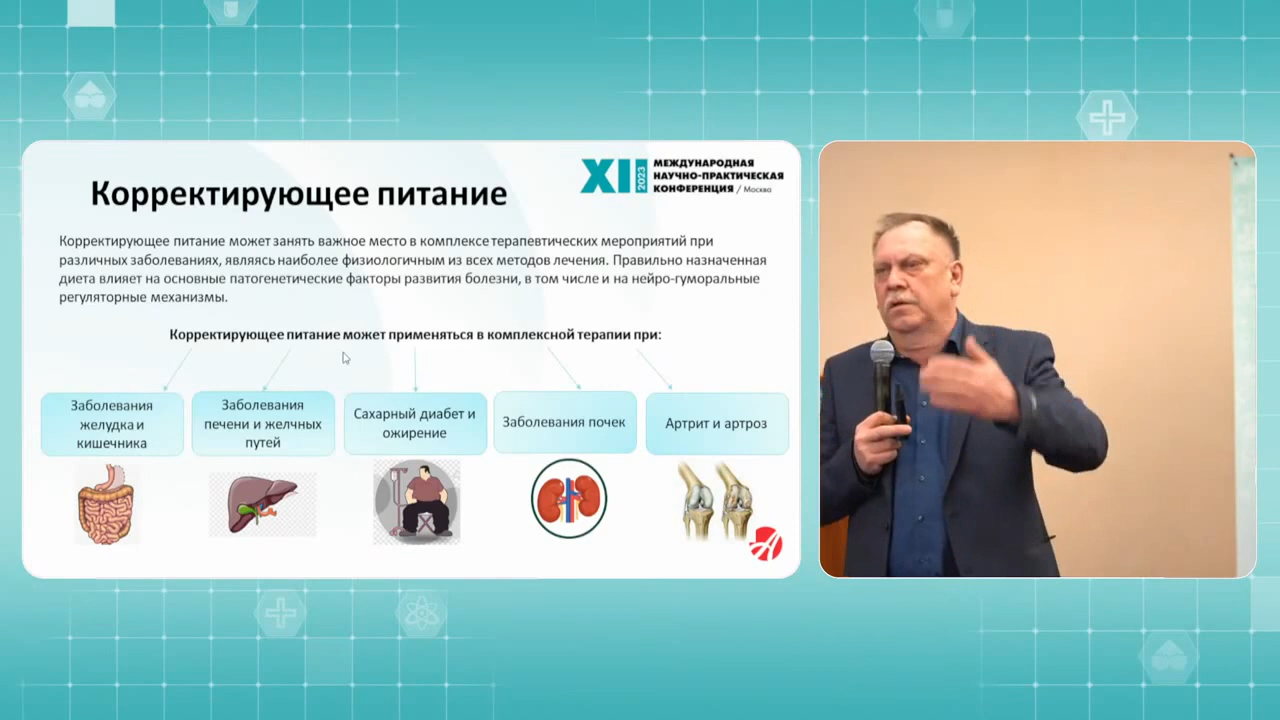 XII 2023 МЕЖДУНАРОДНАЯ
НАУЧНО-ПРАКТИЧЕСКАЯ
КОНФЕРЕНЦИЯ / Москва
Корректирующее питание
Корректирующее питание может занять важное место в комплексе терапевтических мероприятий при
различных заболеваниях, являясь наиболее физиологичным из всех методов лечения. Правильно назначенная
диета влияет на основные патогенетические факторы развития болезни, в том числе и на нейро-гуморальные
регуляторные механизмы.
Корректирующее питание может применяться в комплексной терапии при:
Заболевания
желудка и
кишечника
Заболевания
печени и желчных
путей
Сахарный диабет и
ожирение
Заболевания почек
Артрит и артроз